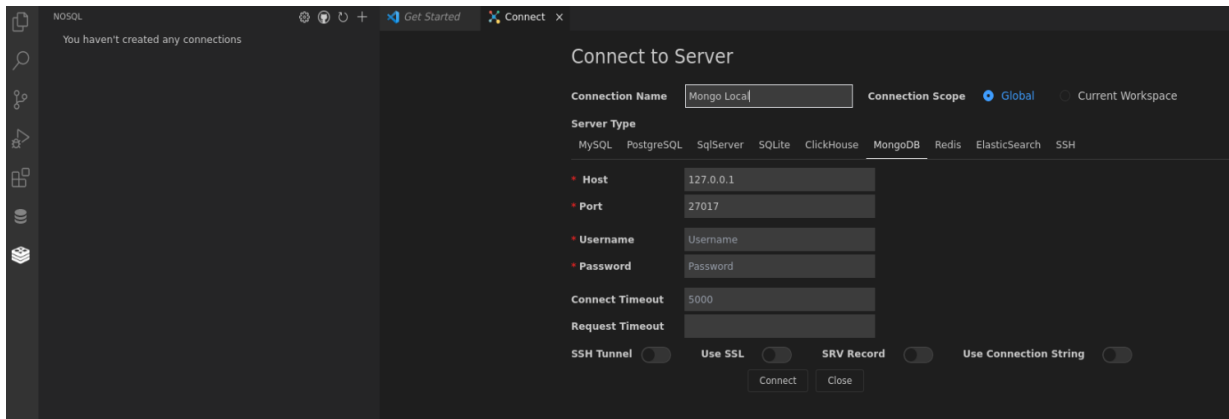 NOSQL
You haven't created any connections
Get Started
Connect
Connect to Server
Connection Name Mongo Local Connection Scope Global Current Workspace
Server Type
MySQL PostgreSQL SqlServer SQLite ClickHouse MongoDB Redis ElasticSearch SSH
* Host 127.0.0.1
* Port 27017
* Username Username
* Password Password
Connect Timeout 5000
Request Timeout
SSH Tunnel Use SSL SRV Record Use Connection String
Connect Close